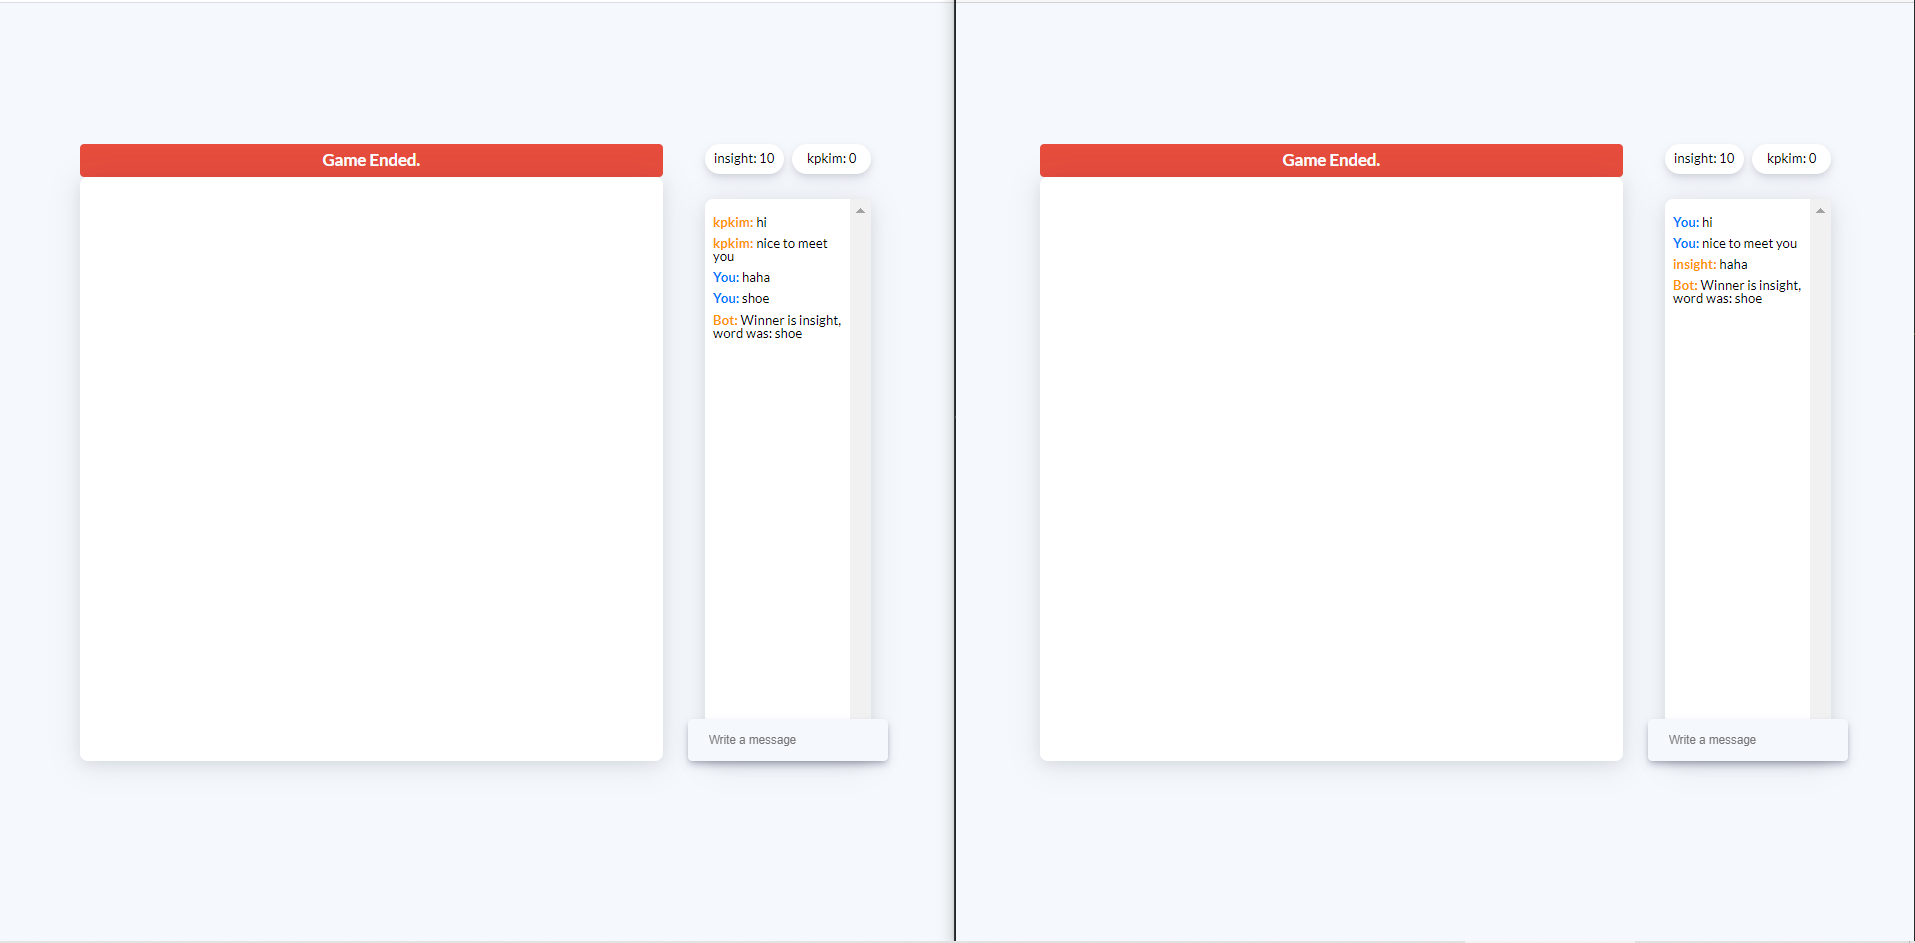 Game Ended.
insight: 10
kpkim: 0
kpkim: hi
kpkim: nice to meet
you
You: haha
You: shoe
Bot: Winner is insight,
word was: shoe
Write a message
Game Ended.
insight: 10
kpkim: 0
You: hi
You: nice to meet you
insight: haha
Bot: Winner is insight,
word was: shoe
Write a message